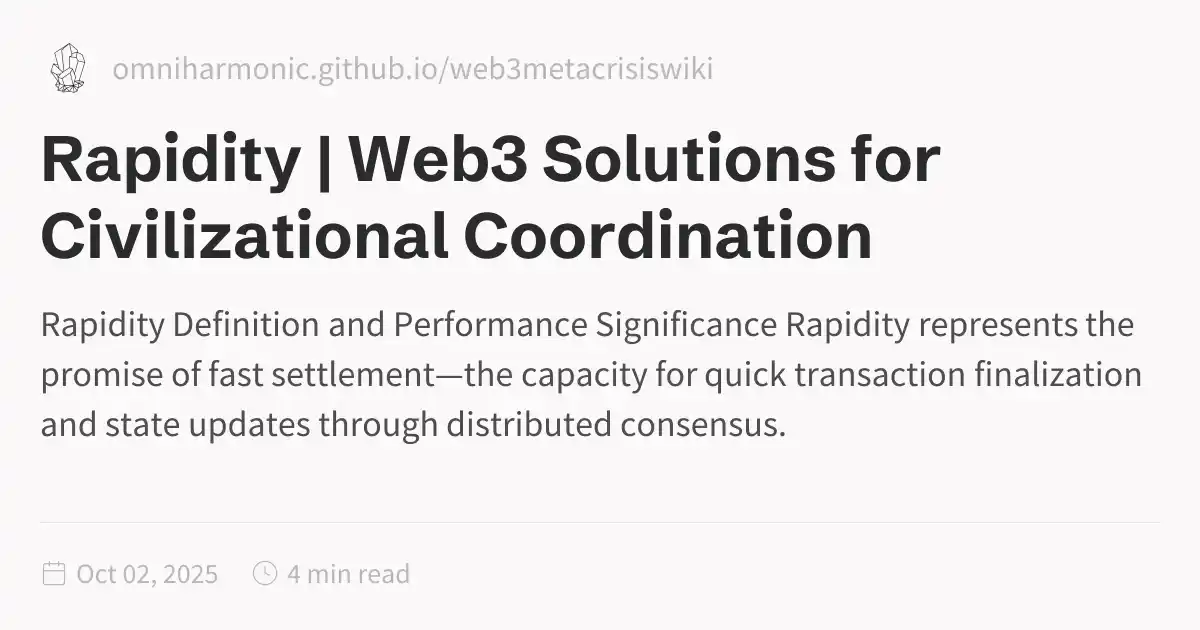 omniharmonic.github.io/web3metacrisiswiki
Rapidity | Web3 Solutions for
Civilizational Coordination
Rapidity Definition and Performance Significance Rapidity represents the
promise of fast settlement—the capacity for quick transaction finalization
and state updates through distributed consensus.
Oct 02, 2025 4 min read